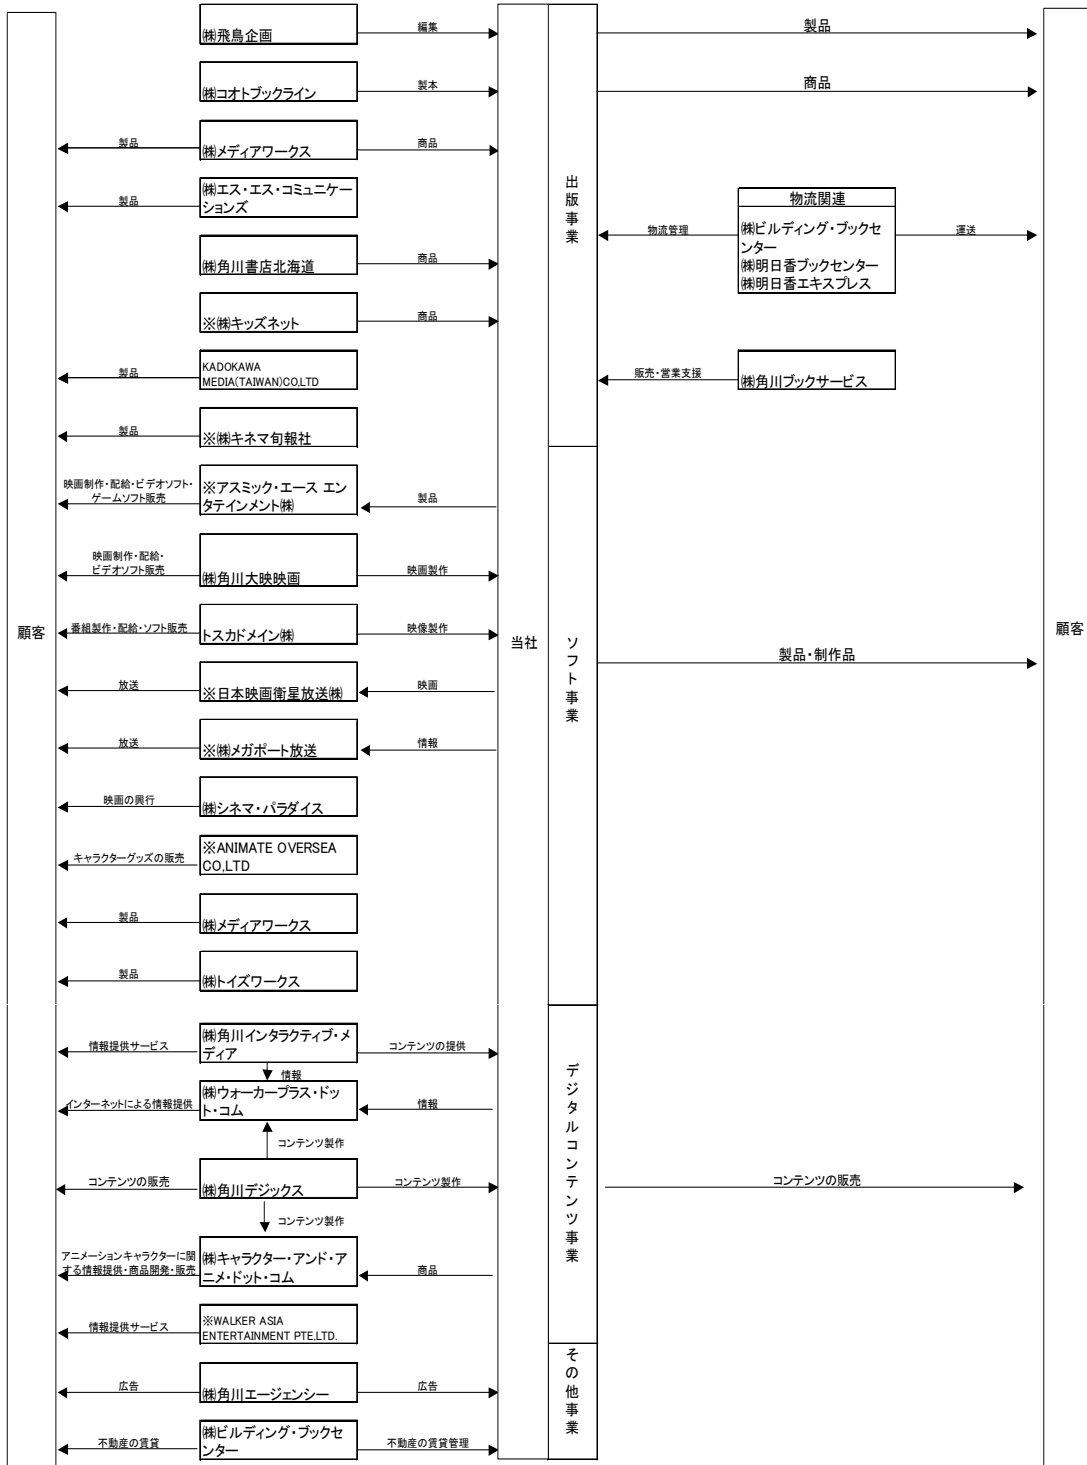 ㈱飛鳥企画
編集
製品
㈱コオトブックライン
製本
商品
製品
㈱メディアワークス
商品
製品
㈱エス・エス・コミュニケー
ションズ
出版事業
物流関連
㈱ビルディング・ブックセ
ンター
㈱明日香ブックセンター
㈱明日香エキスプレス
物流管理
運送
㈱角川書店北海道
商品
※㈱キッズネット
商品
製品
KADOKAWA
MEDIA(TAIWAN)CO,LTD
販売・営業支援
㈱角川ブックサービス
製品
※㈱キネマ旬報社
映画制作・配給・ビデオソフト・
ゲームソフト販売
※アスミック・エース エン
タテインメント㈱
製品
映画制作・配給・
ビデオソフト販売
㈱角川大映映画
映画製作
顧客
番組製作・配給・ソフト販売
トスカドメイン㈱
映像製作
当社
ソフト事業
製品・制作品
顧客
放送
※日本映画衛星放送㈱
映画
放送
※㈱メガポート放送
情報
映画の興行
㈱シネマ・パラダイス
キャラクターグッズの販売
※ANIMATE OVERSEA
CO,LTD
製品
㈱メディアワークス
製品
㈱トイズワークス
情報提供サービス
㈱角川インタラクティブ・メ
ディア
コンテンツの提供
情報
インターネットによる情報提供
㈱ウォーカープラス・ドッ
ト・コム
情報
デジタルコンテンツ事業
コンテンツ製作
コンテンツの販売
㈱角川デジックス
コンテンツ製作
コンテンツの販売
コンテンツ製作
アニメーションキャラクターに関
する情報提供・商品開発・販売
㈱キャラクター・アンド・ア
ニメ・ドット・コム
商品
情報提供サービス
※WALKER ASIA
ENTERTAINMENT PTE,LTD.
その他事業
広告
㈱角川エージェンシー
広告
不動産の賃貸
㈱ビルディング・ブックセ
ンター
不動産の賃貸管理